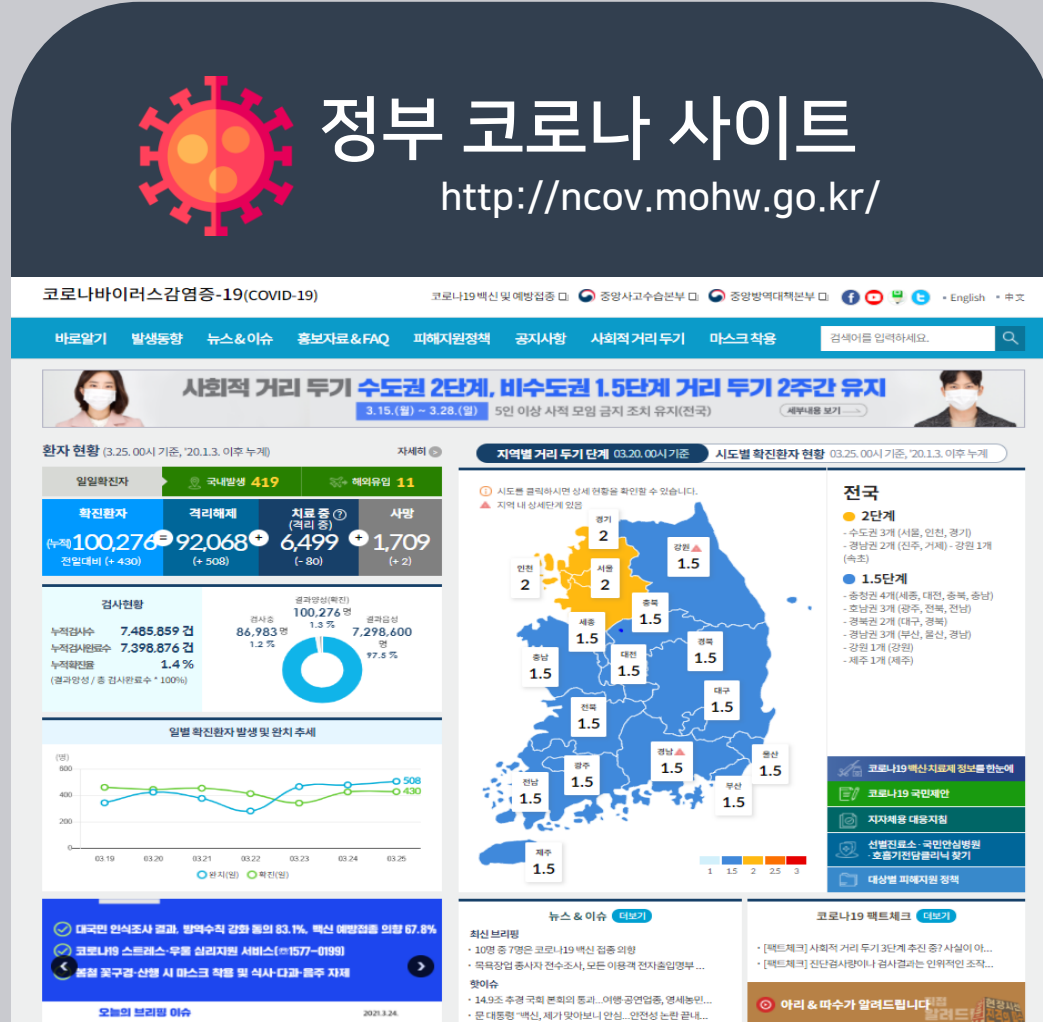 정부 코로나 사이트
http://ncov.mohw.go.kr/
코로나바이러스감염증-19(COVID-19)
코로나19 백신 및 예방접종
중앙사고수습본부
중앙방역대책본부
English
中文
바로알기 발생동향 뉴스&이슈 홍보자료&FAQ 피해지원정책 공지사항 사회적 거리 두기 마스크 착용
검색어를 입력하세요.
사회적 거리 두기 수도권 2단계, 비수도권 1.5단계 거리 두기 2주간 유지
3.15.(월) ~ 3.28.(일) 5인 이상 사적 모임 금지 조치 유지(전국)
세부내용 보기
환자 현황 (3.25. 00시 기준, '20.1.3. 이후 누계)
자세히
일일확진자
국내발생 419
해외유입 11
확진환자
(누적)100,276
전일대비 (+ 430)
=
격리해제
92,068
(+ 508)
+
치료 중 ?
(격리 중)
6,499
(- 80)
+
사망
1,709
(+ 2)
검사현황
누적검사수 7,485,859 건
누적검사완료수 7,398,876 건
누적확진율 1.4 %
(결과양성 / 총 검사완료수 * 100%)
결과양성(확진)
100,276 명
1.3 %
검사중
86,983 명
1.2 %
결과음성
7,298,600
명
97.5 %
일별 확진환자 발생 및 완치 추세
(명)
600
400
200
0
508
430
03.19 03.20 03.21 03.22 03.23 03.24 03.25
완치(일) 확진(일)
대국민 인식조사 결과, 방역수칙 강화 동의 83.1%, 백신 예방접종 의향 67.8%
코로나19 스트레스·우울 심리지원 서비스(☏1577-0199)
봄철 꽃구경·산행 시 마스크 착용 및 식사·다과·음주 자제
오늘의 브리핑 이슈
2021.3.24.
지역별 거리 두기 단계 03.20. 00시 기준
시도별 확진환자 현황 03.25. 00시 기준, '20.1.3. 이후 누계
시도를 클릭하시면 상세 현황을 확인할 수 있습니다.
지역 내 상세단계 있음
경기
2
강원
1.5
인천
2
서울
2
충북
1.5
세종
1.5
경북
1.5
충남
1.5
대전
1.5
대구
1.5
전북
1.5
경남
1.5
울산
1.5
광주
1.5
전남
1.5
부산
1.5
제주
1.5
1 1.5 2 2.5 3
전국
2단계
- 수도권 3개 (서울, 인천, 경기)
- 경남권 2개 (진주, 거제) - 강원 1개
(속초)
1.5단계
- 충청권 4개(세종, 대전, 충북, 충남)
- 호남권 3개 (광주, 전북, 전남)
- 경북권 2개 (대구, 경북)
- 경남권 3개 (부산, 울산, 경남)
- 강원 1개 (강원)
- 제주 1개 (제주)
코로나19 백신 치료제 정보를 한눈에
코로나19 국민제안
지자체용 대응지침
선별진료소 · 국민안심병원
· 호흡기전담클리닉 찾기
대상별 피해지원 정책
뉴스 & 이슈 더보기
최신 브리핑
· 10명 중 7명은 코로나19 백신 접종 의향
· 목욕장업 종사자 전수조사, 모든 이용객 전자출입명부 ...
핫이슈
· 14.9조 추경 국회 본회의 통과...여행·공연업종, 영세농민...
· 문 대통령 "백신, 제가 맞아보니 안심...안전성 논란 끝내...
코로나19 팩트체크 더보기
· [팩트체크] 사회적 거리 두기 3단계 추진 중? 사실이 아...
· [팩트체크] 진단검사량이나 검사결과는 인위적인 조작...
아리 & 따수가 알려드립니다